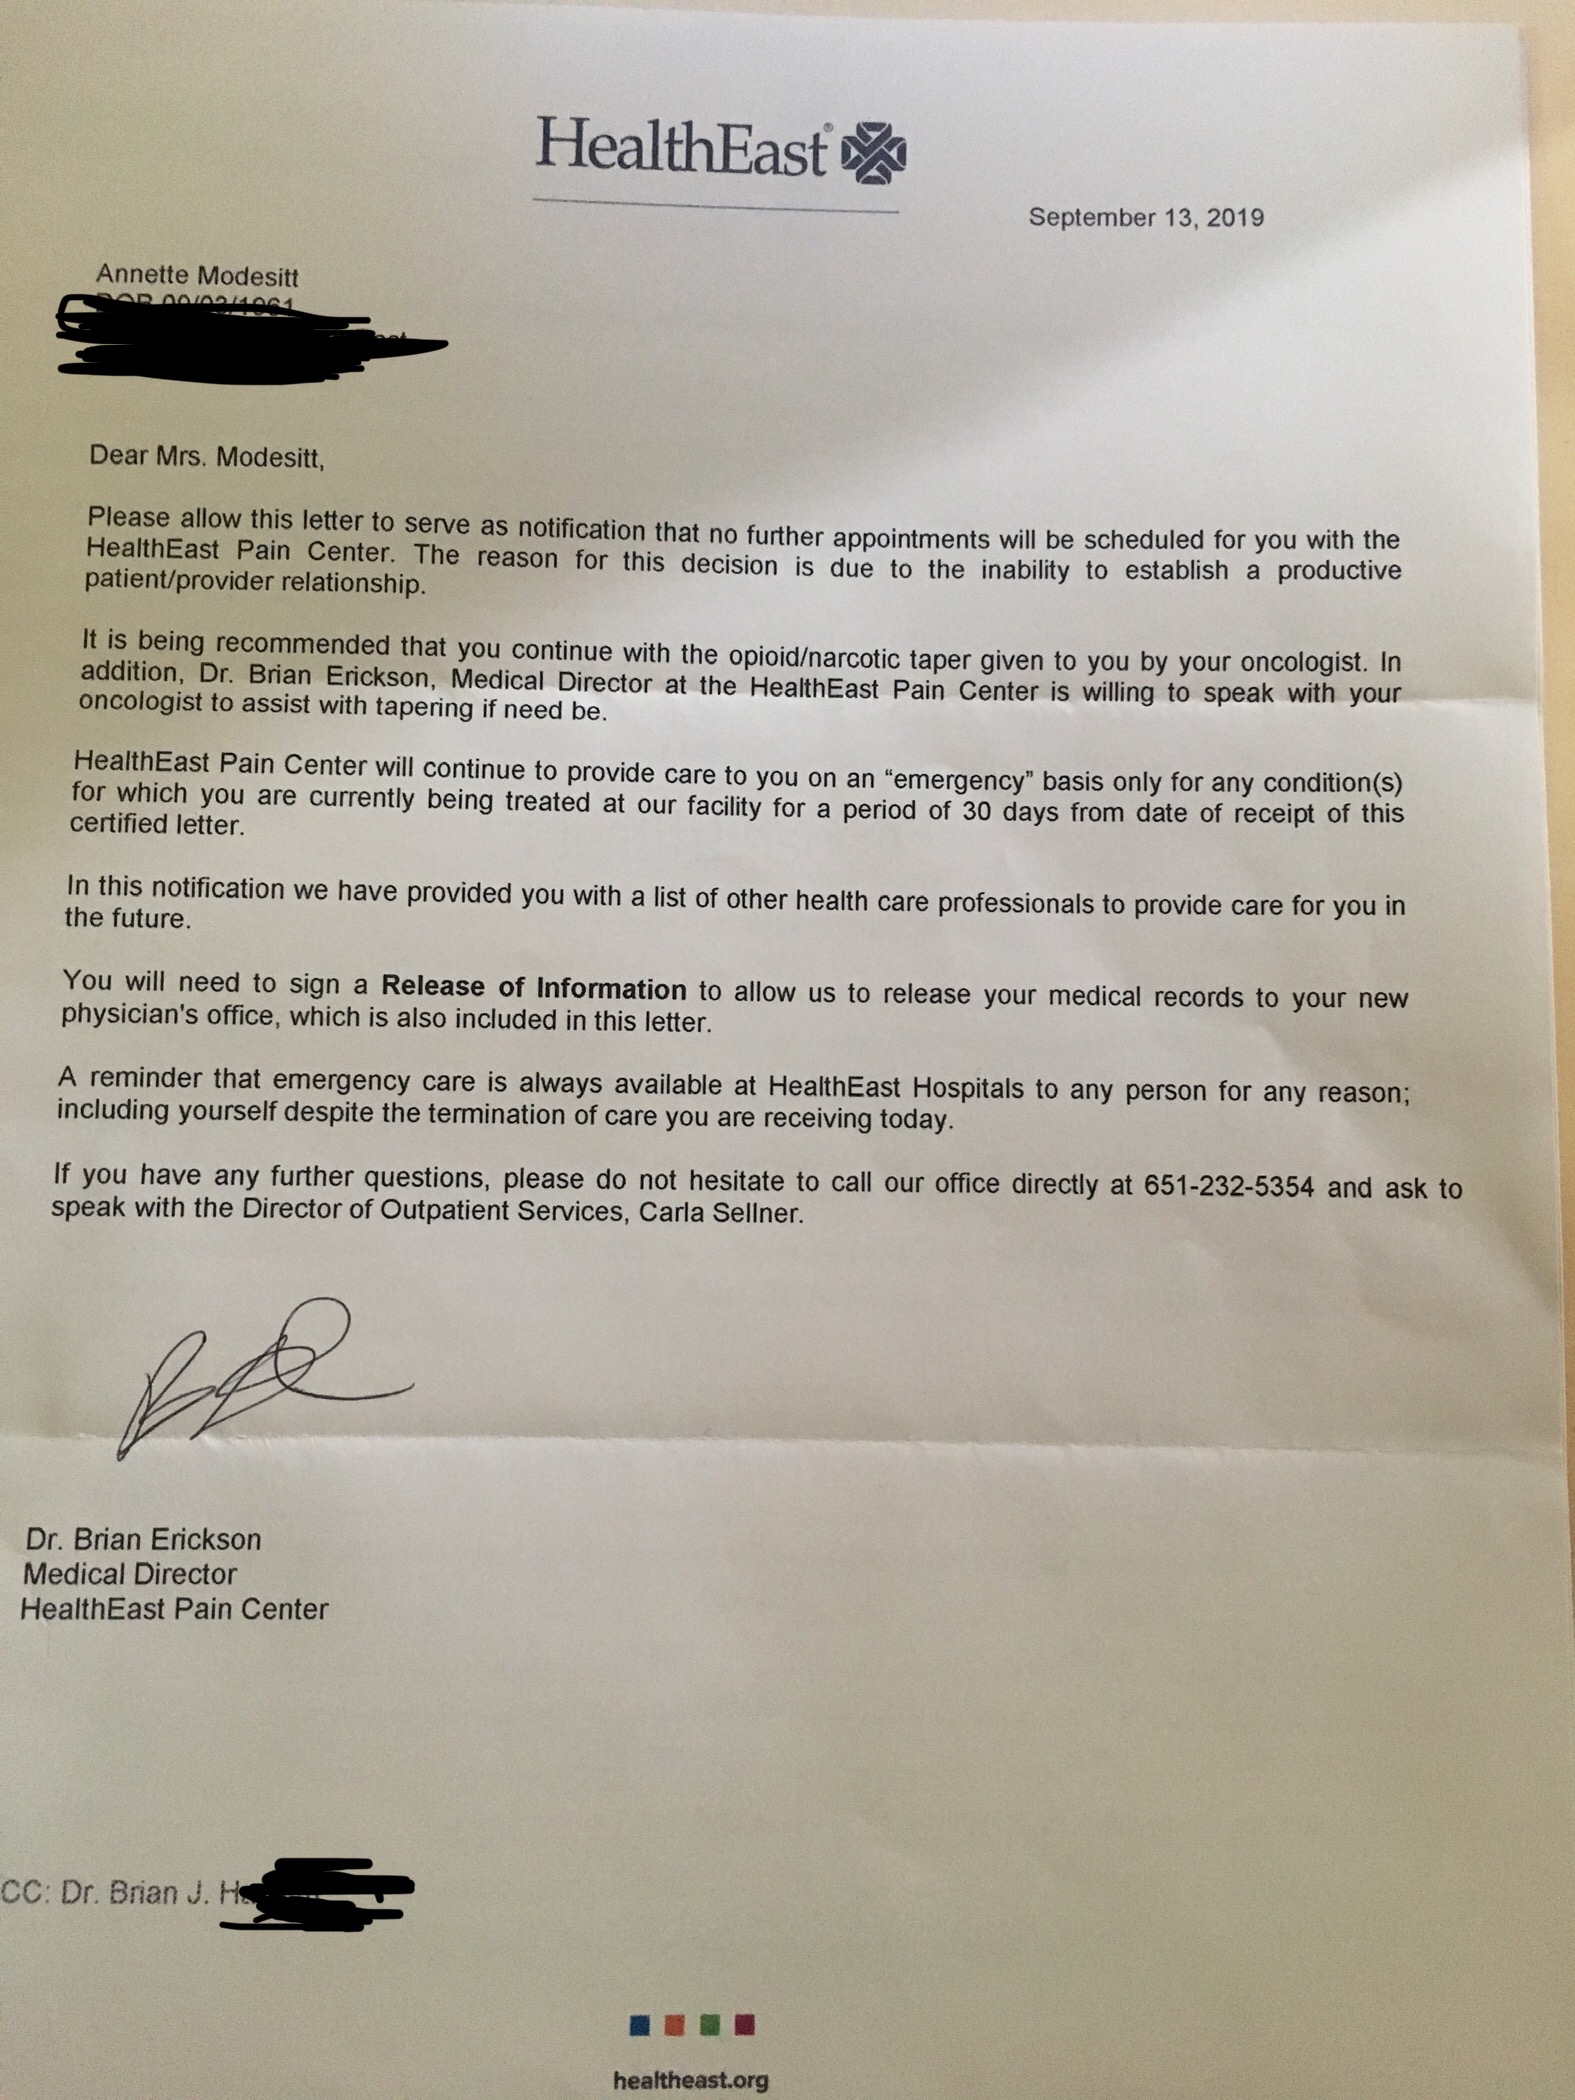 HealthEast®
September 13, 2019
Annette Modesitt
Dear Mrs. Modesitt,
Please allow this letter to serve as notification that no further appointments will be scheduled for you with the
HealthEast Pain Center. The reason for this decision is due to the inability to establish a productive
patient/provider relationship.
It is being recommended that you continue with the opioid/narcotic taper given to you by your oncologist. In
addition, Dr. Brian Erickson, Medical Director at the HealthEast Pain Center is willing to speak with your
oncologist to assist with tapering if need be.
HealthEast Pain Center will continue to provide care to you on an “emergency” basis only for any condition(s)
for which you are currently being treated at our facility for a period of 30 days from date of receipt of this
certified letter.
In this notification we have provided you with a list of other health care professionals to provide care for you in
the future.
You will need to sign a Release of Information to allow us to release your medical records to your new
physician's office, which is also included in this letter.
A reminder that emergency care is always available at HealthEast Hospitals to any person for any reason;
including yourself despite the termination of care you are receiving today.
If you have any further questions, please do not hesitate to call our office directly at 651-232-5354 and ask to
speak with the Director of Outpatient Services, Carla Sellner.
Dr. Brian Erickson
Medical Director
HealthEast Pain Center
CC: Dr. Brian J.
healtheast.org